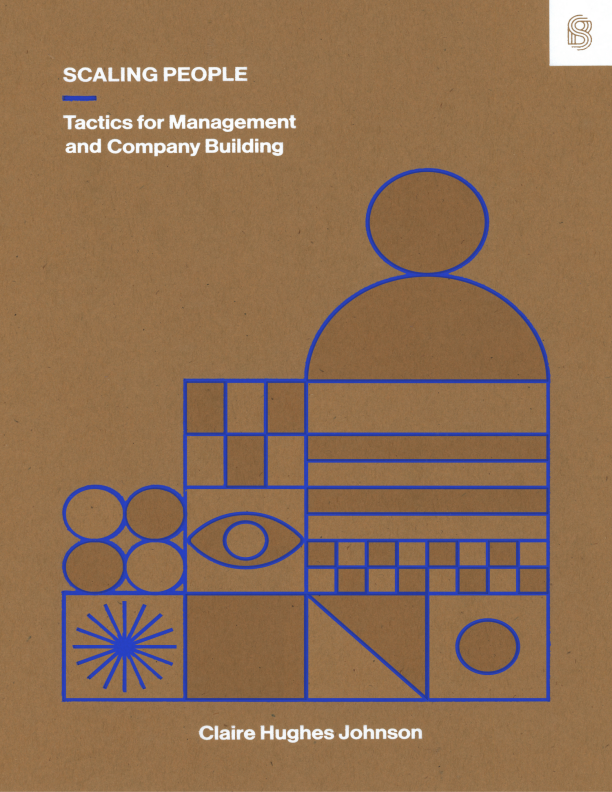 SCALING PEOPLE
Tactics for Management
and Company Building
Claire Hughes Johnson